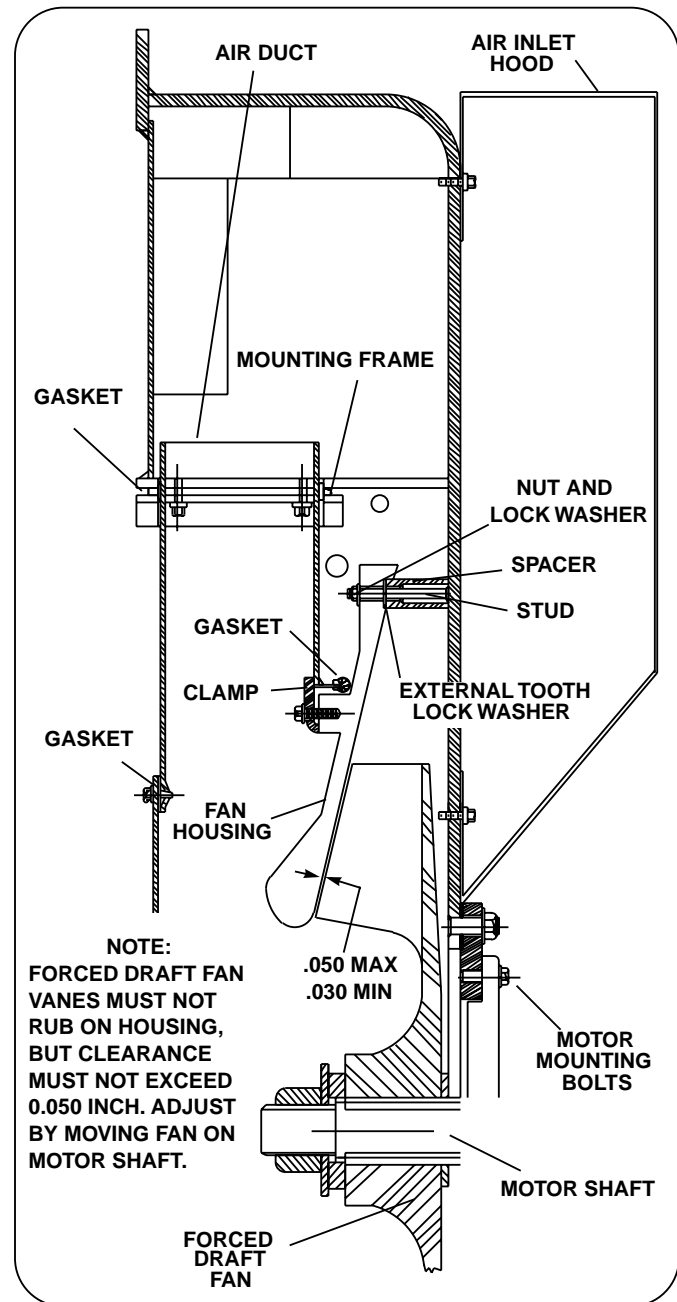 AIR DUCT
AIR INLET
HOOD
MOUNTING FRAME
GASKET
NUT AND
LOCK WASHER
SPACER
STUD
GASKET
CLAMP
EXTERNAL TOOTH
LOCK WASHER
GASKET
FAN
HOUSING
.050 MAX
.030 MIN
NOTE:
FORCED DRAFT FAN
VANES MUST NOT
RUB ON HOUSING,
BUT CLEARANCE
MUST NOT EXCEED
0.050 INCH. ADJUST
BY MOVING FAN ON
MOTOR SHAFT.
MOTOR
MOUNTING
BOLTS
MOTOR SHAFT
FORCED
DRAFT
FAN